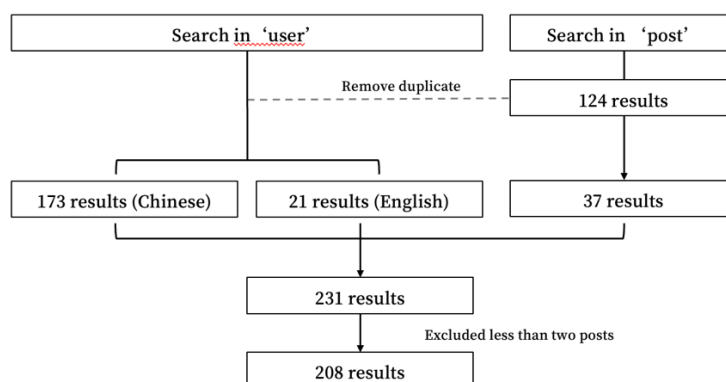 Search in ‘user’
Search in ‘post’
Remove duplicate
124 results
173 results (Chinese)
21 results (English)
37 results
231 results
Excluded less than two posts
208 results